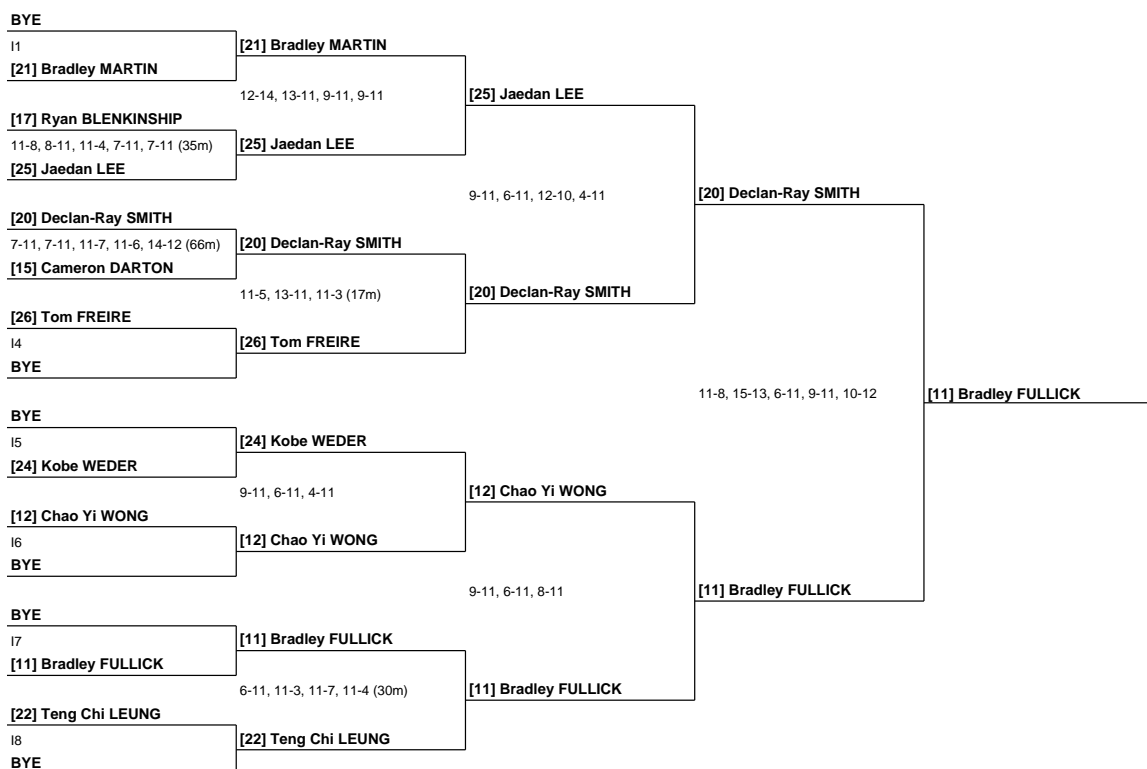 BYE
I1
[21] Bradley MARTIN
[21] Bradley MARTIN
12-14, 13-11, 9-11, 9-11
[25] Jaedan LEE
[17] Ryan BLENKINSHIP
11-8, 8-11, 11-4, 7-11, 7-11 (35m)
[25] Jaedan LEE
[25] Jaedan LEE
9-11, 6-11, 12-10, 4-11
[20] Declan-Ray SMITH
[20] Declan-Ray SMITH
7-11, 7-11, 11-7, 11-6, 14-12 (66m)
[15] Cameron DARTON
[20] Declan-Ray SMITH
11-5, 13-11, 11-3 (17m)
[20] Declan-Ray SMITH
[26] Tom FREIRE
I4
BYE
[26] Tom FREIRE
11-8, 15-13, 6-11, 9-11, 10-12
[11] Bradley FULLICK
BYE
I5
[24] Kobe WEDER
[24] Kobe WEDER
9-11, 6-11, 4-11
[12] Chao Yi WONG
[12] Chao Yi WONG
I6
BYE
[12] Chao Yi WONG
9-11, 6-11, 8-11
[11] Bradley FULLICK
BYE
I7
[11] Bradley FULLICK
[11] Bradley FULLICK
6-11, 11-3, 11-7, 11-4 (30m)
[11] Bradley FULLICK
[22] Teng Chi LEUNG
I8
BYE
[22] Teng Chi LEUNG